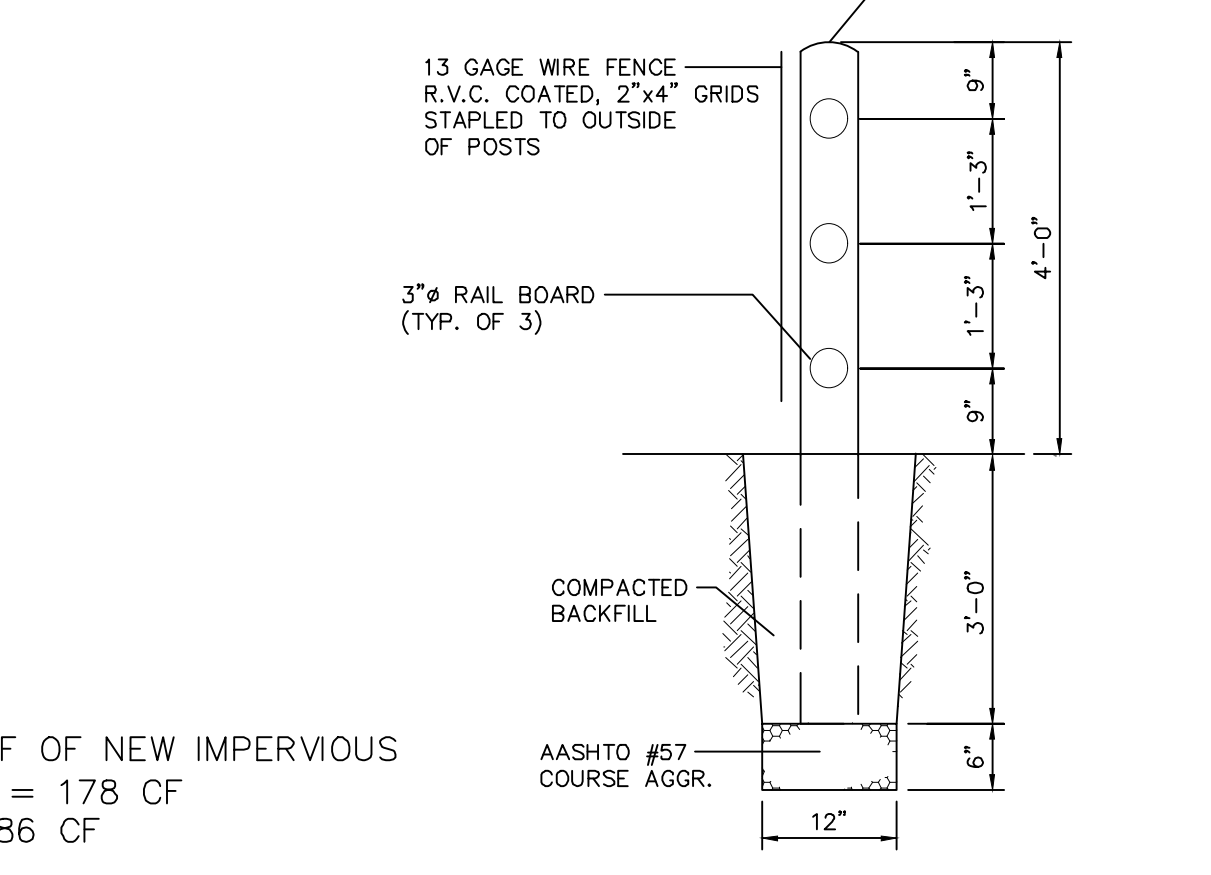 13 GAGE WIRE FENCE
R.V.C. COATED, 2"x4" GRIDS
STAPLED TO OUTSIDE
OF POSTS
3"ø RAIL BOARD
(TYP. OF 3)
9"
1'-3"
1'-3"
9"
4'-0"
COMPACTED
BACKFILL
3'-0"
AASHTO #57
COURSE AGGR.
6"
12"
F OF NEW IMPERVIOUS
= 178 CF
86 CF